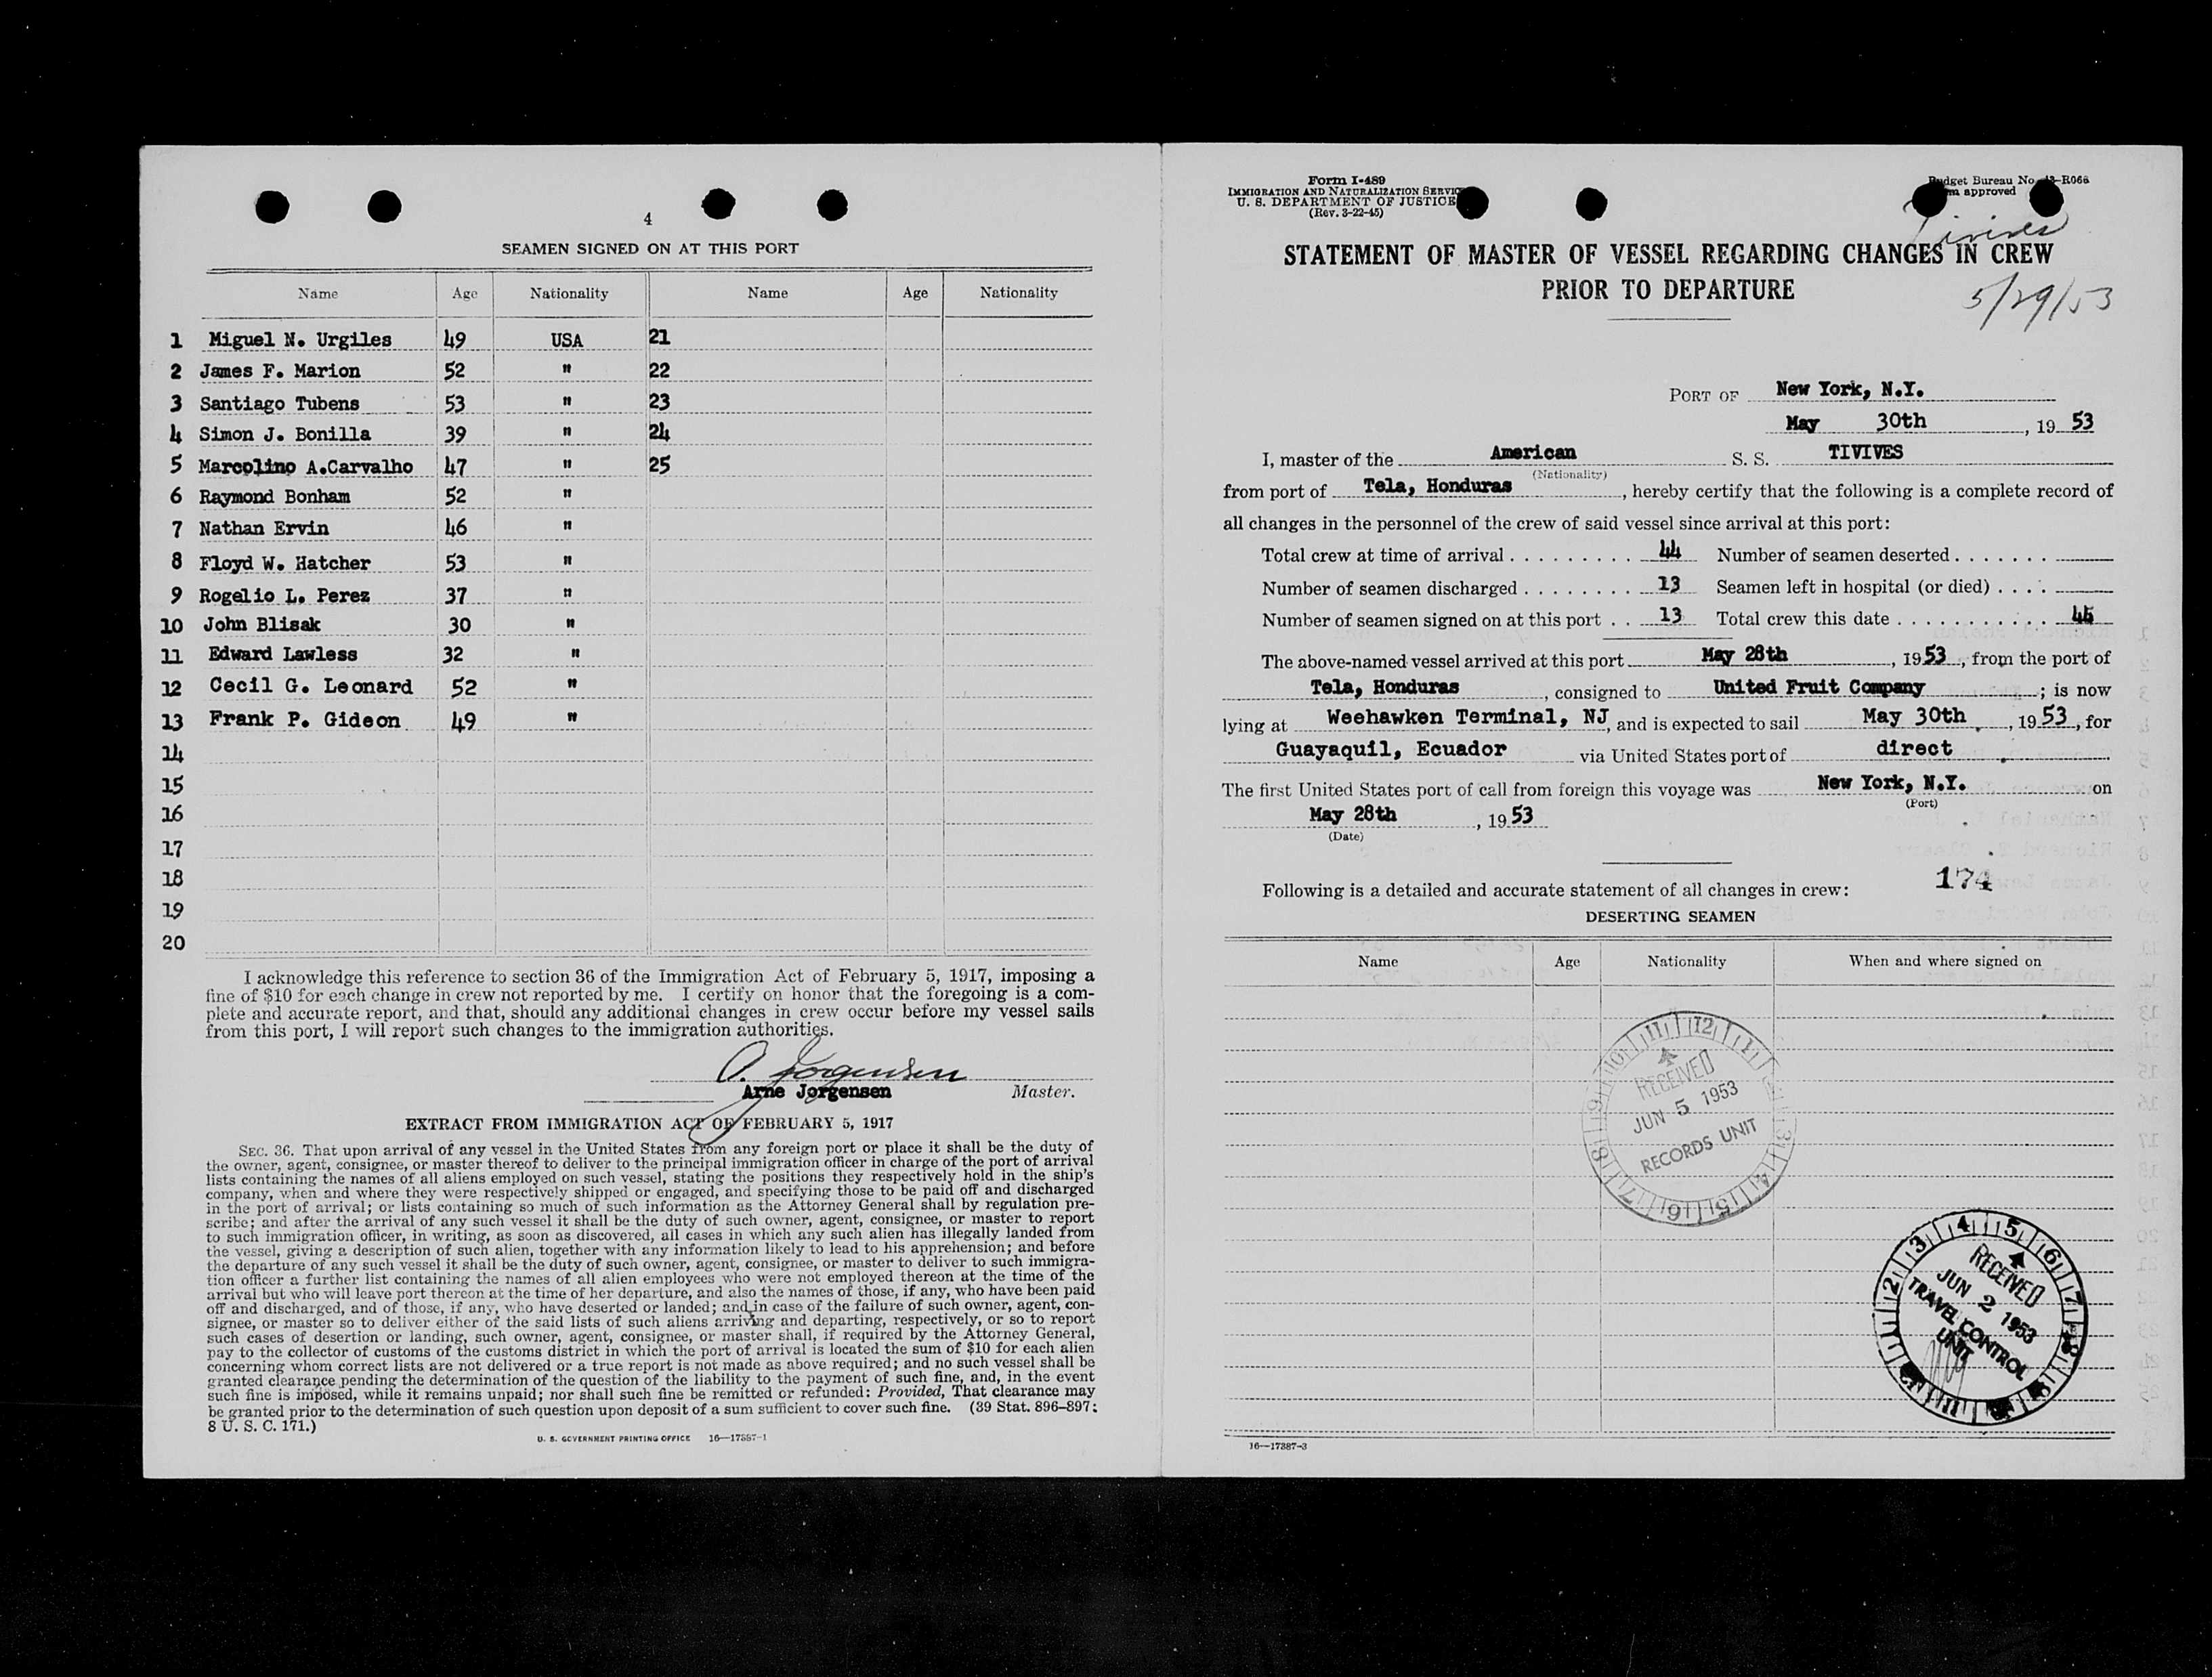 4
SEAMEN SIGNED ON AT THIS PORT
Name Age Nationality Name Age Nationality
1 Miguel N. Urgiles 49 USA 21
2 James F. Marion 52 " 22
3 Santiago Tubens 53 " 23
4 Simon J. Bonilla 39 " 24
5 Marcolino A.Carvalho 47 " 25
6 Raymond Bonham 52 "
7 Nathan Ervin 46 "
8 Floyd W. Hatcher 53 "
9 Rogelio L. Perez 37 "
10 John Blisak 30 "
11 Edward Lawless 32 "
12 Cecil G. Leonard 52 "
13 Frank P. Gideon 49 "
14
15
16
17
18
19
20
I acknowledge this reference to section 36 of the Immigration Act of February 5, 1917, imposing a
fine of $10 for each change in crew not reported by me. I certify on honor that the foregoing is a com-
plete and accurate report, and that, should any additional changes in crew occur before my vessel sails
from this port, I will report such changes to the immigration authorities.
A. Jorgensen
Arne Jorgensen Master.
EXTRACT FROM IMMIGRATION ACT OF FEBRUARY 5, 1917
SEC. 36. That upon arrival of any vessel in the United States from any foreign port or place it shall be the duty of
the owner, agent, consignee, or master thereof to deliver to the principal immigration officer in charge of the port of arrival
lists containing the names of all aliens employed on such vessel, stating the positions they respectively hold in the ship's
company, when and where they were respectively shipped or engaged, and specifying those to be paid off and discharged
in the port of arrival; or lists containing so much of such information as the Attorney General shall by regulation pre-
scribe; and after the arrival of any such vessel it shall be the duty of such owner, agent, consignee, or master to report
to such immigration officer, in writing, as soon as discovered, all cases in which any such alien has illegally landed from
the vessel, giving a description of such alien, together with any information likely to lead to his apprehension; and before
the departure of any such vessel it shall be the duty of such owner, agent, consignee, or master to deliver to such immigra-
tion officer a further list containing the names of all alien employees who were not employed thereon at the time of the
arrival but who will leave port thereon at the time of her departure, and also the names of those, if any, who have been paid
off and discharged, and of those, if any, who have deserted or landed; and in case of the failure of such owner, agent, con-
signee, or master so to deliver either of the said lists of such aliens arriving and departing, respectively, or so to report
such cases of desertion or landing, such owner, agent, consignee, or master shall, if required by the Attorney General,
pay to the collector of customs of the customs district in which the port of arrival is located the sum of $10 for each alien
concerning whom correct lists are not delivered or a true report is not made as above required; and no such vessel shall be
granted clearance pending the determination of the question of the liability to the payment of such fine, and, in the event
such fine is imposed, while it remains unpaid; nor shall such fine be remitted or refunded: Provided, That clearance may
be granted prior to the determination of such question upon deposit of a sum sufficient to cover such fine. (39 Stat. 896–897;
8 U. S. C. 171.)
U. S. GOVERNMENT PRINTING OFFICE 16—17887-1
Form I-489
IMMIGRATION AND NATURALIZATION SERVICE
U. S. DEPARTMENT OF JUSTICE
(Rev. 3-22-45)
Budget Bureau No. R066
approved
Tivives
STATEMENT OF MASTER OF VESSEL REGARDING CHANGES IN CREW
PRIOR TO DEPARTURE
5/29/53
PORT OF New York, N.Y.
May 30th, 19 53
I, master of the American S. S. TIVIVES
(Nationality)
from port of Tela, Honduras, hereby certify that the following is a complete record of
all changes in the personnel of the crew of said vessel since arrival at this port:
Total crew at time of arrival 44 Number of seamen deserted
Number of seamen discharged 13 Seamen left in hospital (or died)
Number of seamen signed on at this port 13 Total crew this date
The above-named vessel arrived at this port May 28th, 1953, from the port of
Tela, Honduras, consigned to United Fruit Company; is now
lying at Weehawken Terminal, NJ, and is expected to sail May 30th, 19 53, for
Guayaquil, Ecuador via United States port of direct
The first United States port of call from foreign this voyage was New York, N.Y. on
(Port)
May 28th, 19 53
(Date)
Following is a detailed and accurate statement of all changes in crew: 174
DESERTING SEAMEN
Name Age Nationality When and where signed on
RECEIVED
JUN 5 1953
RECORDS UNIT
RECEIVED
JUN 2 1953
TRAVEL CONTROL
UNIT
16—17887-3